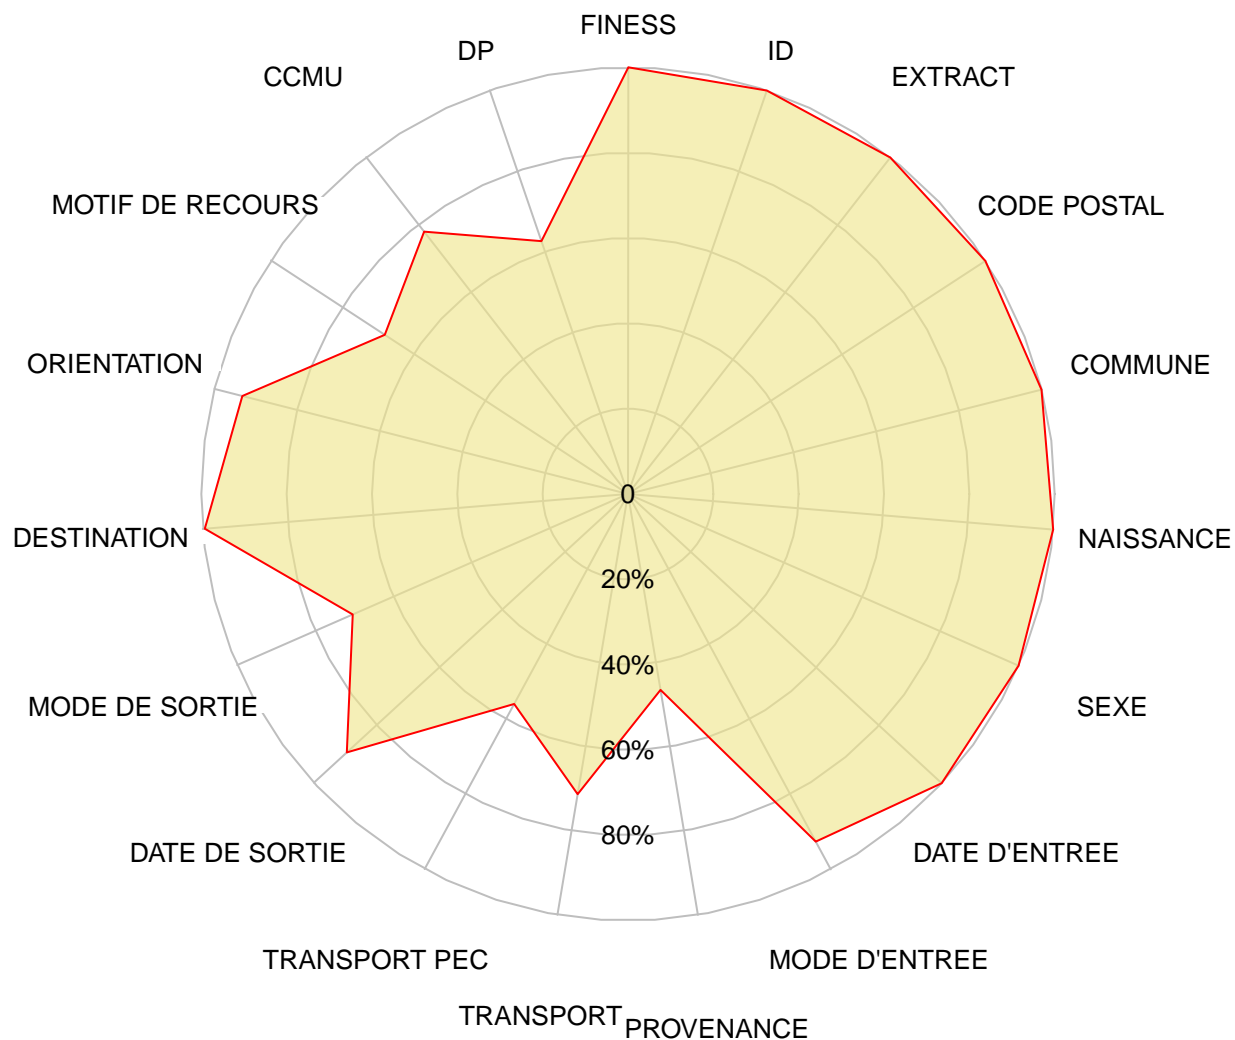 FINESS
DP
ID
CCMU
EXTRACT
MOTIF DE RECOURS
CODE POSTAL
ORIENTATION
COMMUNE
0
DESTINATION
NAISSANCE
20%
40%
MODE DE SORTIE
SEXE
60%
80%
DATE DE SORTIE
DATE D'ENTREE
TRANSPORT PEC
MODE D'ENTREE
TRANSPORT
PROVENANCE